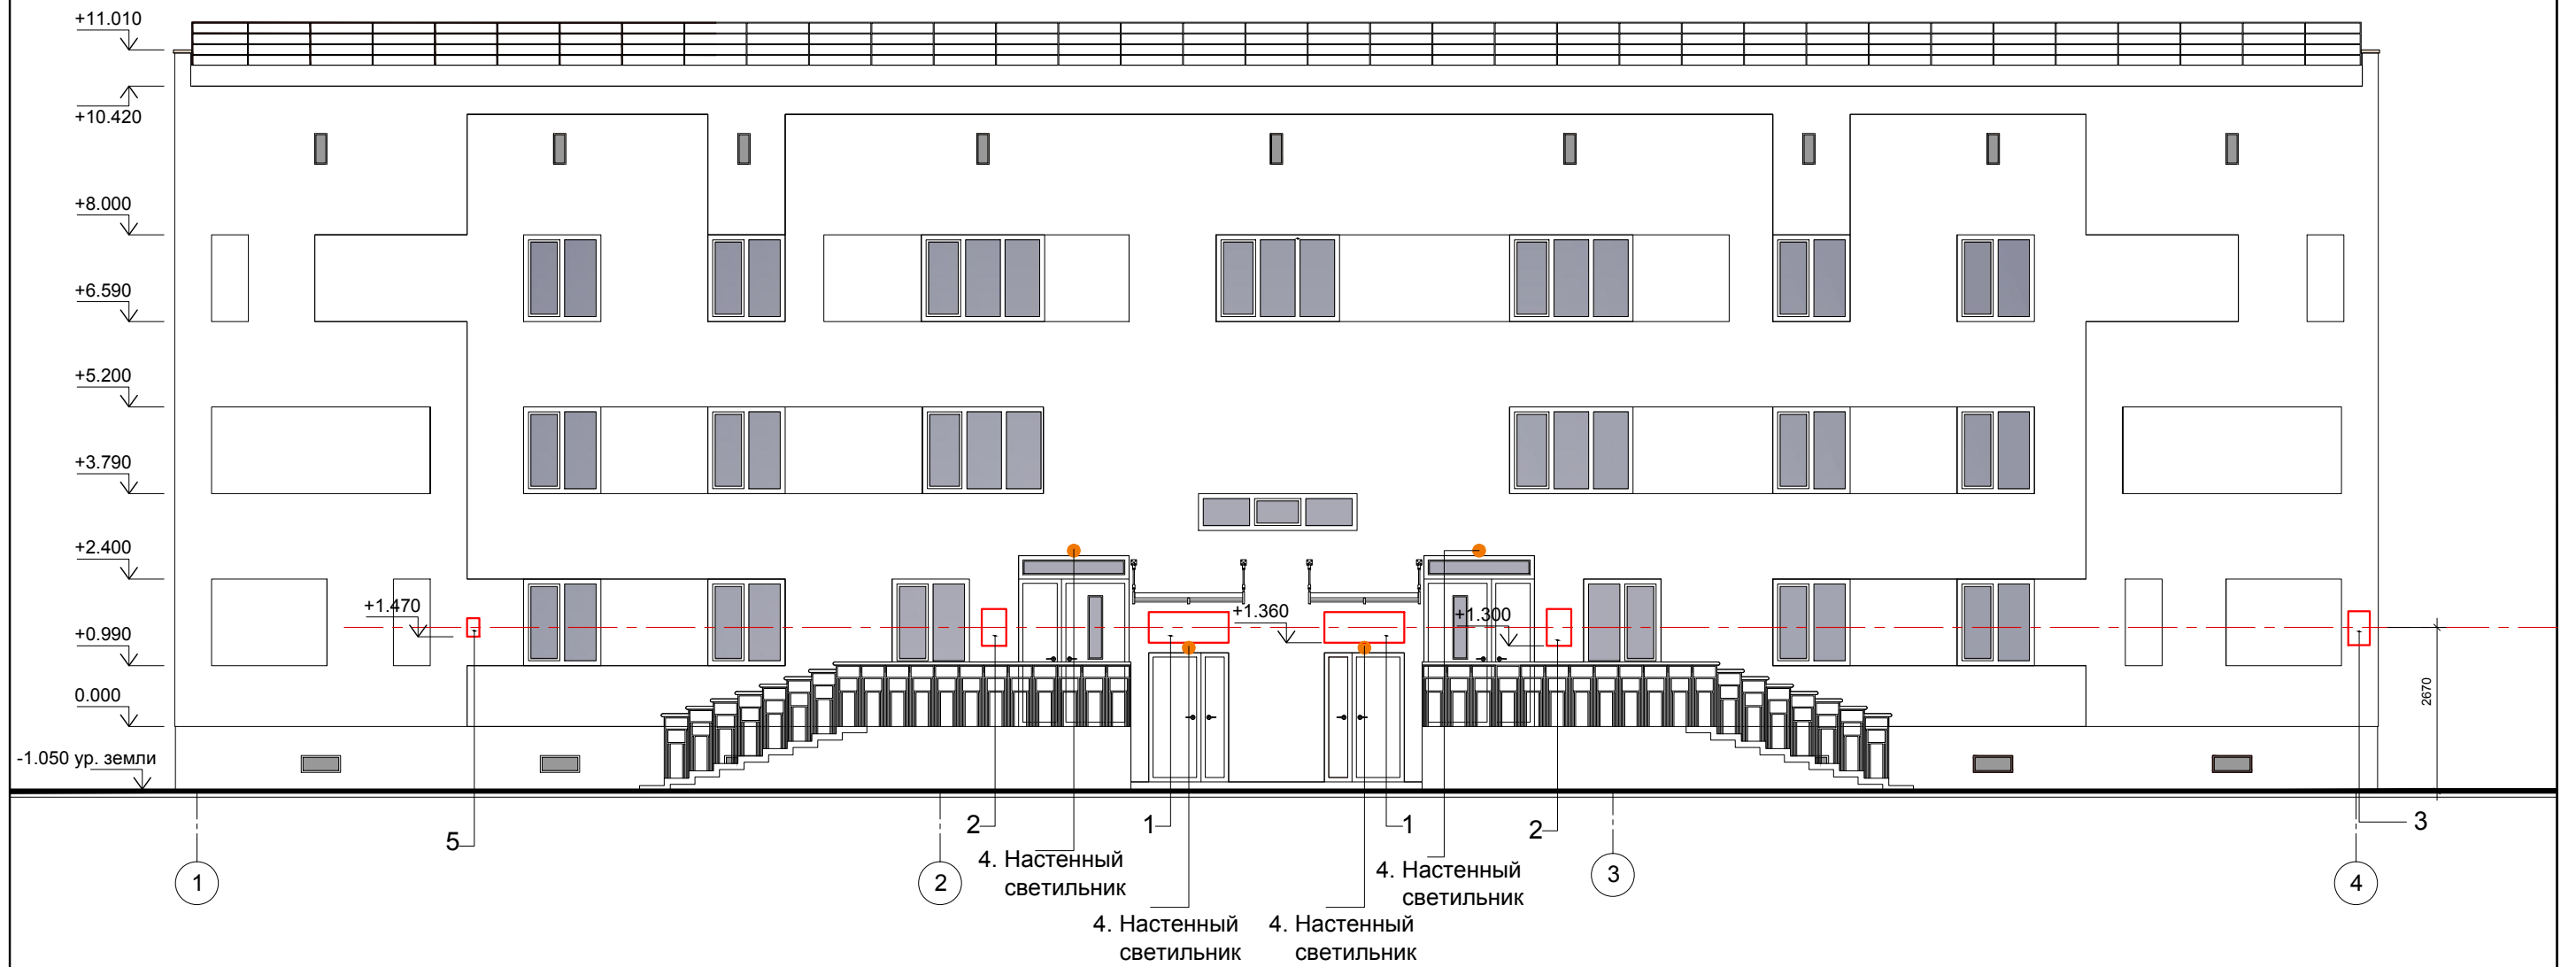 +11.010
+10.420
+8.000
+6.590
+5.200
+3.790
+2.400
+1.470
+1.360
+1.300
+0.990
0.000
2670
-1.050 ур. земли
5
2
1
1
2
3
1
2
3
4
4. Настенный
светильник
4. Настенный
светильник
4. Настенный
светильник
4. Настенный
светильник